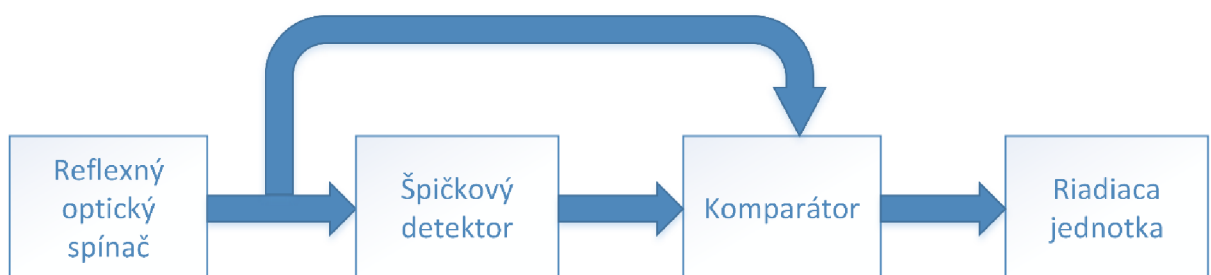 Reflexný
optický
spínač
Špičkový
detektor
Komparátor
Riadiaca
jednotka